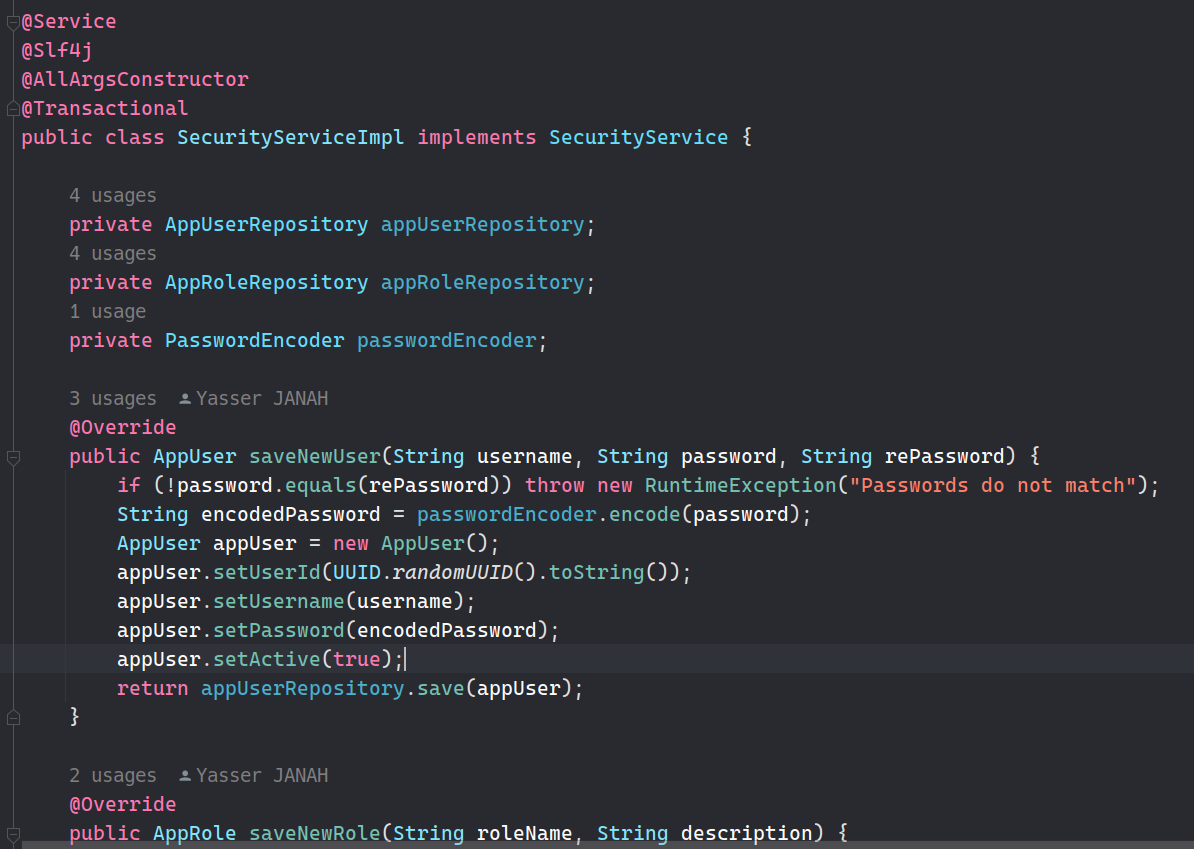 @Service
@Slf4j
@AllArgsConstructor
@Transactional
public class SecurityServiceImpl implements SecurityService {
4 usages
private AppUserRepository appUserRepository;
4 usages
private AppRoleRepository appRoleRepository;
1 usage
private PasswordEncoder passwordEncoder;
3 usages Yasser JANAH
@Override
public AppUser saveNewUser(String username, String password, String rePassword) {
if (!password.equals(rePassword)) throw new RuntimeException("Passwords do not match");
String encodedPassword = passwordEncoder.encode(password);
AppUser appUser = new AppUser();
appUser.setUserId(UUID.randomUUID().toString());
appUser.setUsername(username);
appUser.setPassword(encodedPassword);
appUser.setActive(true);
return appUserRepository.save(appUser);
}
2 usages Yasser JANAH
@Override
public AppRole saveNewRole(String roleName, String description) {